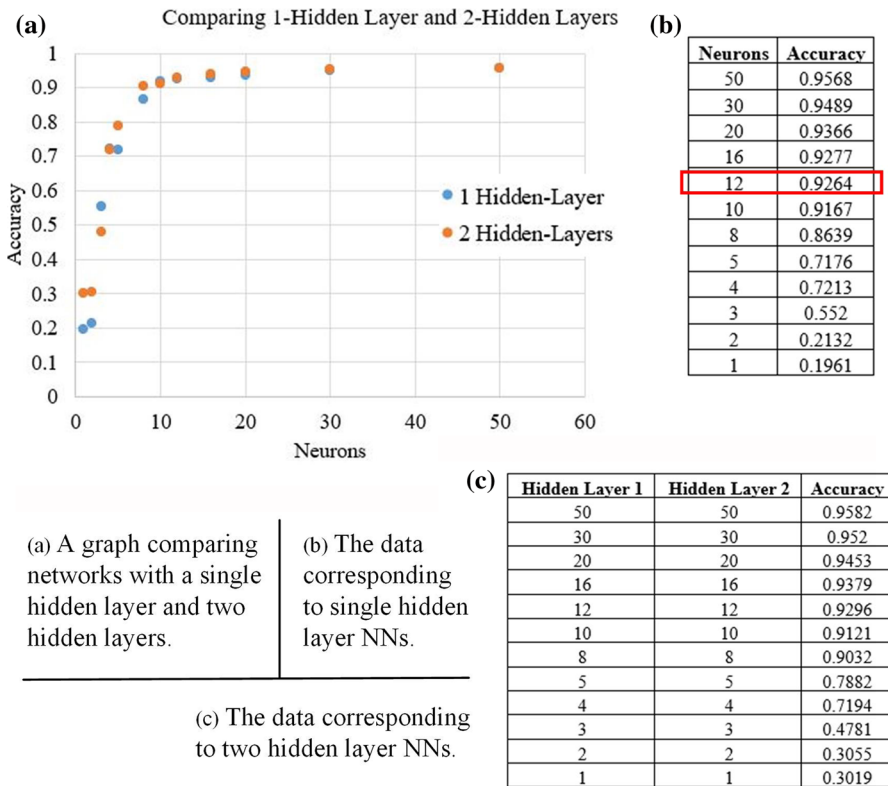 (a)
Comparing 1-Hidden Layer and 2-Hidden Layers
1
0.9
0.8
0.7
0.6
0.5
0.4
0.3
0.2
0.1
0
Accuracy
0 10 20 30 40 50 60
Neurons
1 Hidden-Layer
2 Hidden-Layers
(b)
Neurons Accuracy
50 0.9568
30 0.9489
20 0.9366
16 0.9277
12 0.9264
10 0.9167
8 0.8639
5 0.7176
4 0.7213
3 0.552
2 0.2132
1 0.1961
(a) A graph comparing
networks with a single
hidden layer and two
hidden layers.
(b) The data
corresponding
to single hidden
layer NNs.
(c) The data corresponding
to two hidden layer NNs.
(c)
Hidden Layer 1 Hidden Layer 2 Accuracy
50 50 0.9582
30 30 0.952
20 20 0.9453
16 16 0.9379
12 12 0.9296
10 10 0.9121
8 8 0.9032
5 5 0.7882
4 4 0.7194
3 3 0.4781
2 2 0.3055
1 1 0.3019